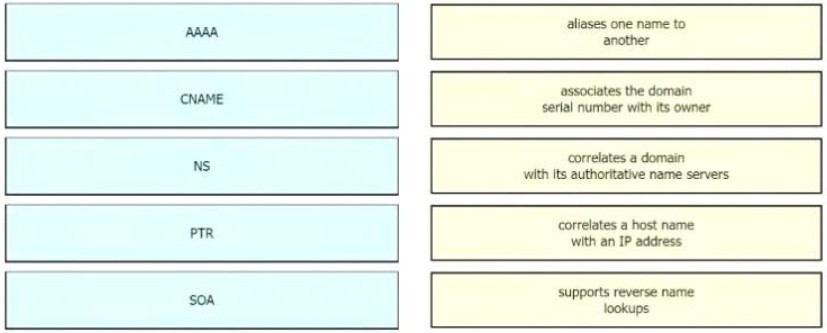 AAAA
aliases one name to
another
CNAME
associates the domain
serial number with its owner
NS
correlates a domain
with its authoritative name servers
PTR
correlates a host name
with an IP address
SOA
supports reverse name
lookups